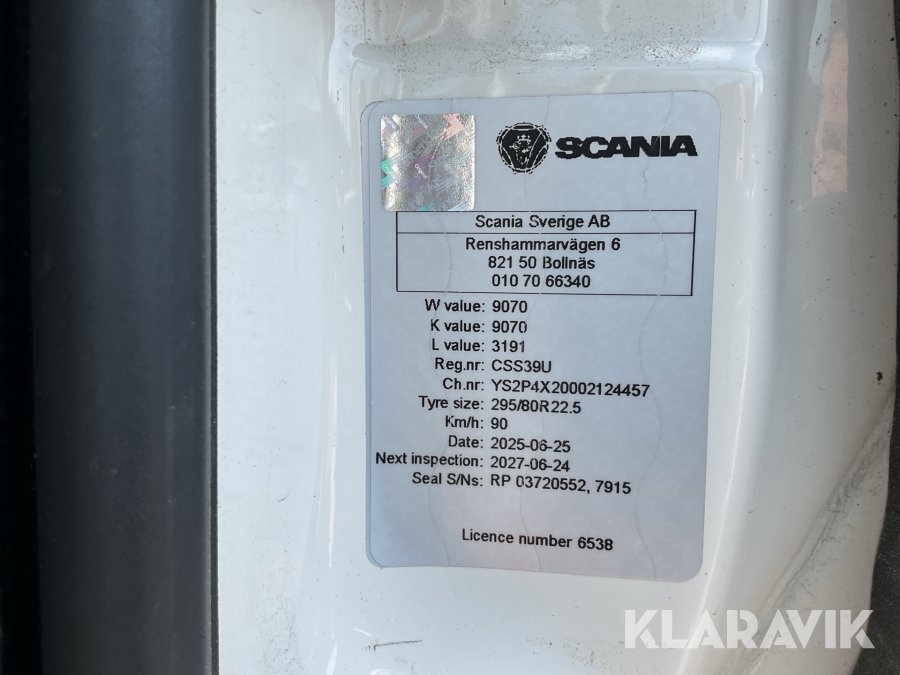 SCANIA
Scania Sverige AB
Renshammarvägen 6
821 50 Bollnäs
010 70 66340
W value: 9070
K value: 9070
L value: 3191
Reg.nr: CSS39U
Ch.nr: YS2P4X20002124457
Tyre size: 295/80R22.5
Km/h: 90
Date: 2025-06-25
Next inspection: 2027-06-24
Seal S/Ns: RP 03720552, 7915
Licence number 6538
KLARAVIK